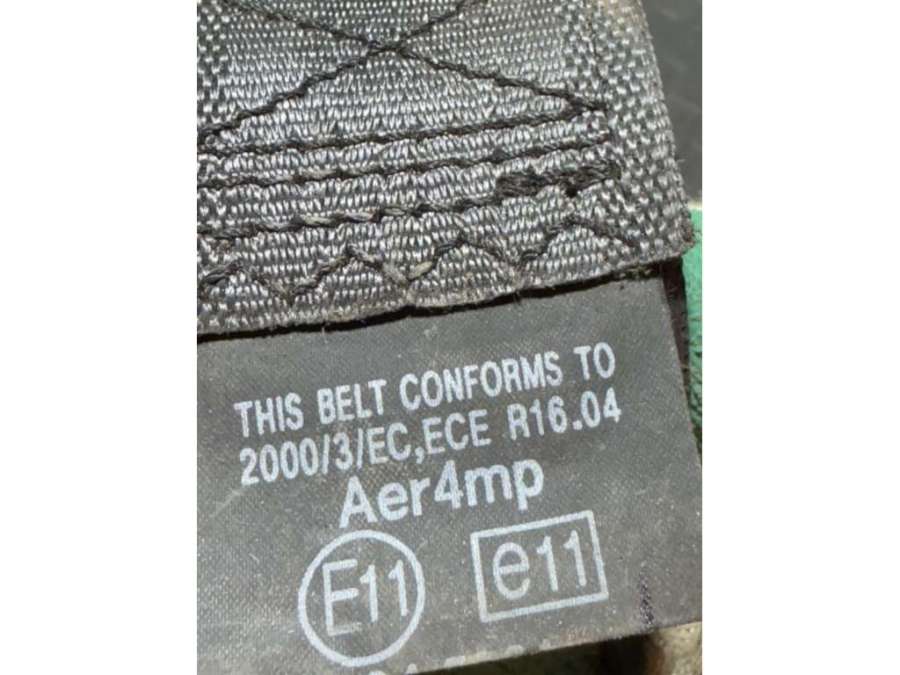 THIS BELT CONFORMS TO
2000/3/EC,ECE R16.04
Aer4mp
E11 e11